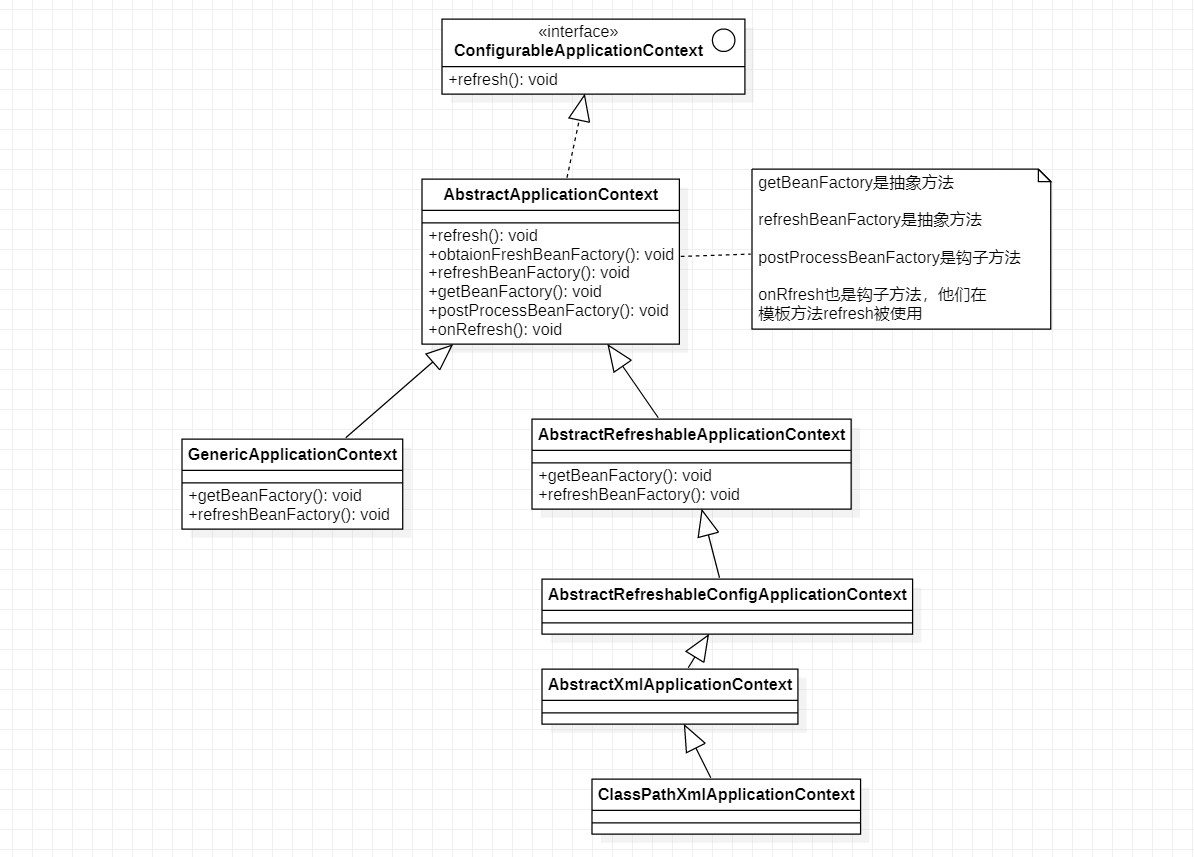 «interface»
ConfigurableApplicationContext
+refresh(): void
AbstractApplicationContext
+refresh(): void
+obtaionFreshBeanFactory(): void
+refreshBeanFactory(): void
+getBeanFactory(): void
+postProcessBeanFactory(): void
+onRefresh(): void
getBeanFactory是抽象方法
refreshBeanFactory是抽象方法
postProcessBeanFactory是钩子方法
onRfresh也是钩子方法，他们在
模板方法refresh被使用
GenericApplicationContext
+getBeanFactory(): void
+refreshBeanFactory(): void
AbstractRefreshableApplicationContext
+getBeanFactory(): void
+refreshBeanFactory(): void
AbstractRefreshableConfigApplicationContext
AbstractXmlApplicationContext
ClassPathXmlApplicationContext